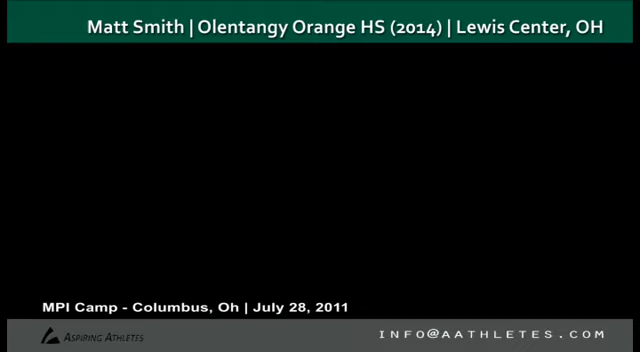 Matt Smith | Olentangy Orange HS (2014) | Lewis Center, OH
MPI Camp - Columbus, Oh | July 28, 2011
ASPIRING ATHLETES
INFO@AATHLETES.COM